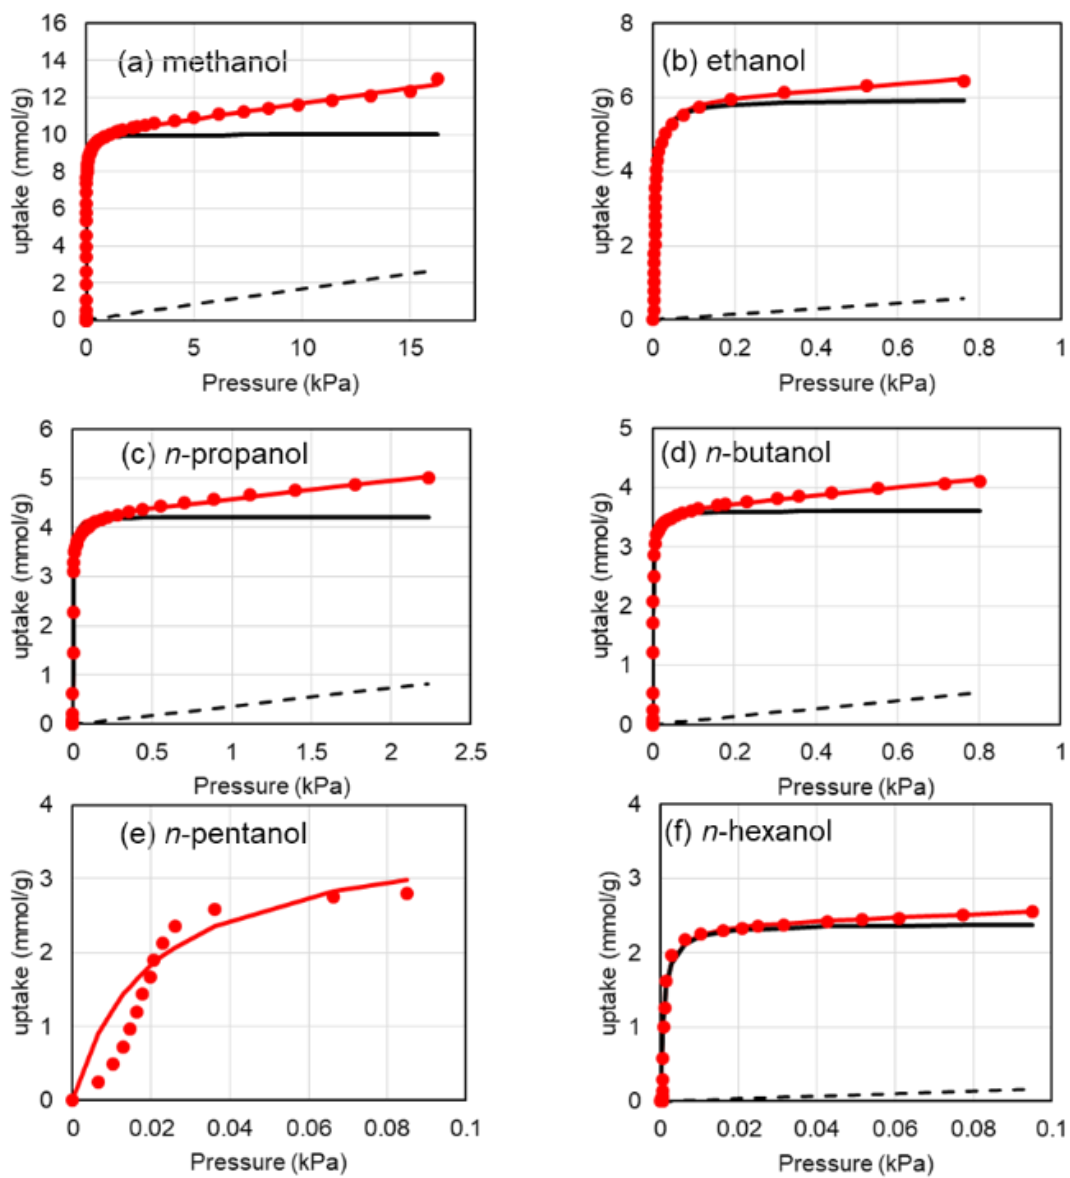 (a) methanol
uptake (mmol/g)
16
14
12
10
8
6
4
2
0
0 5 10 15
Pressure (kPa)
(b) ethanol
uptake (mmol/g)
8
6
4
2
0
0 0.2 0.4 0.6 0.8 1
Pressure (kPa)
(c) n-propanol
uptake (mmol/g)
6
5
4
3
2
1
0
0 0.5 1 1.5 2 2.5
Pressure (kPa)
(d) n-butanol
uptake (mmol/g)
5
4
3
2
1
0
0 0.2 0.4 0.6 0.8 1
Pressure (kPa)
(e) n-pentanol
uptake (mmol/g)
4
3
2
1
0
0 0.02 0.04 0.06 0.08 0.1
Pressure (kPa)
(f) n-hexanol
uptake (mmol/g)
4
3
2
1
0
0 0.02 0.04 0.06 0.08 0.1
Pressure (kPa)